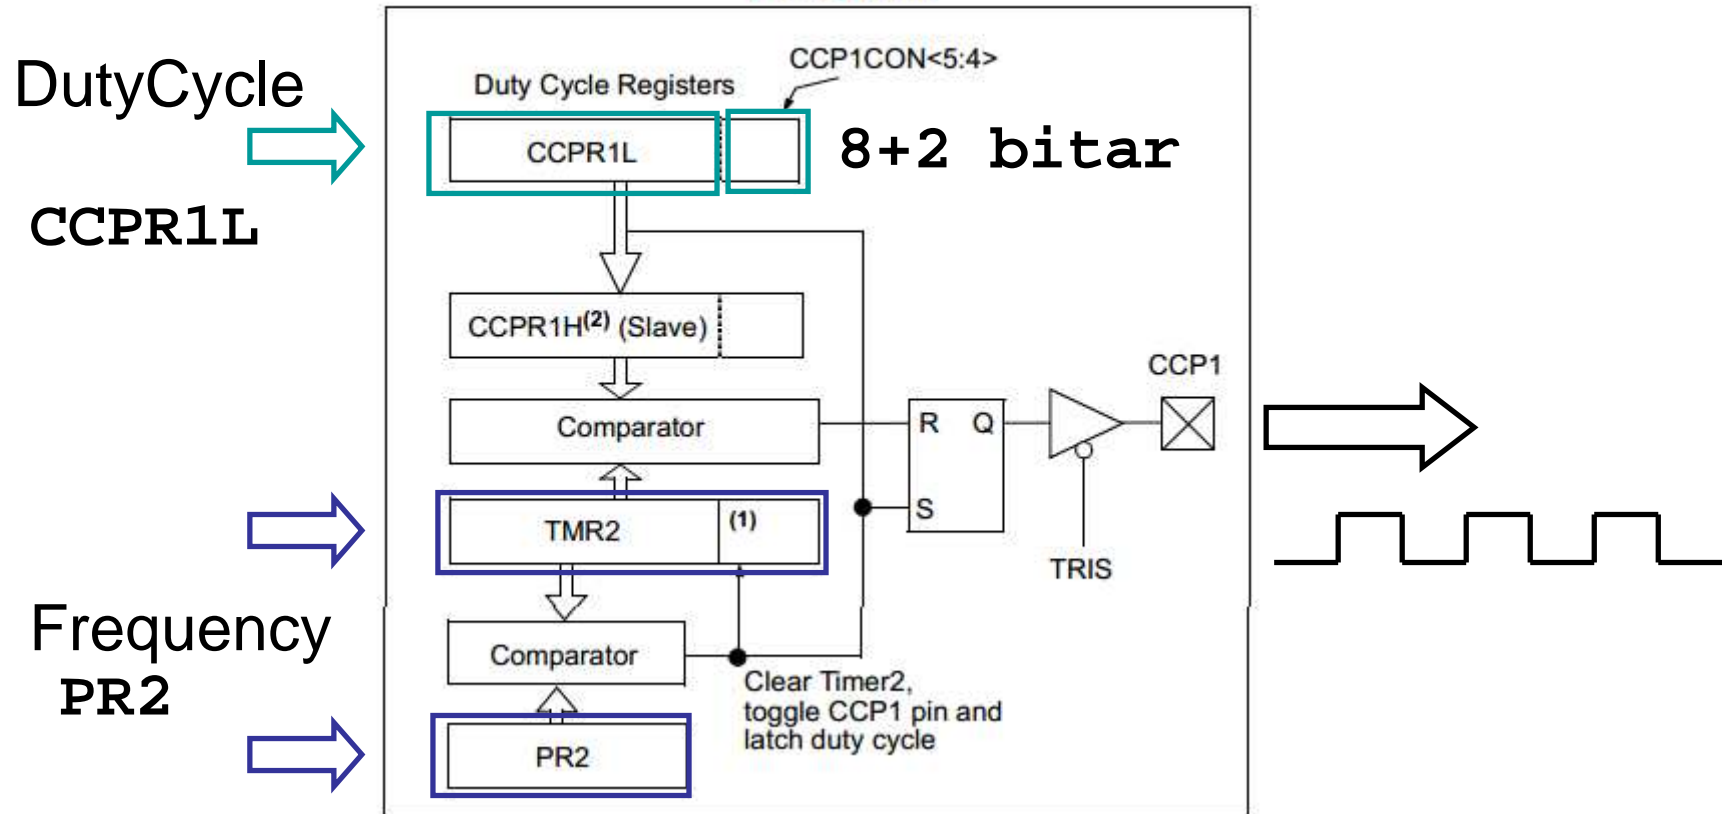 DutyCycle
CCPR1L
Frequency
PR2
Duty Cycle Registers
CCP1CON<5:4>
CCPR1L
8+2 bitar
CCPR1H(2) (Slave)
Comparator
R Q
S
CCP1
TRIS
TMR2
(1)
Comparator
Clear Timer2,
toggle CCP1 pin and
latch duty cycle
PR2